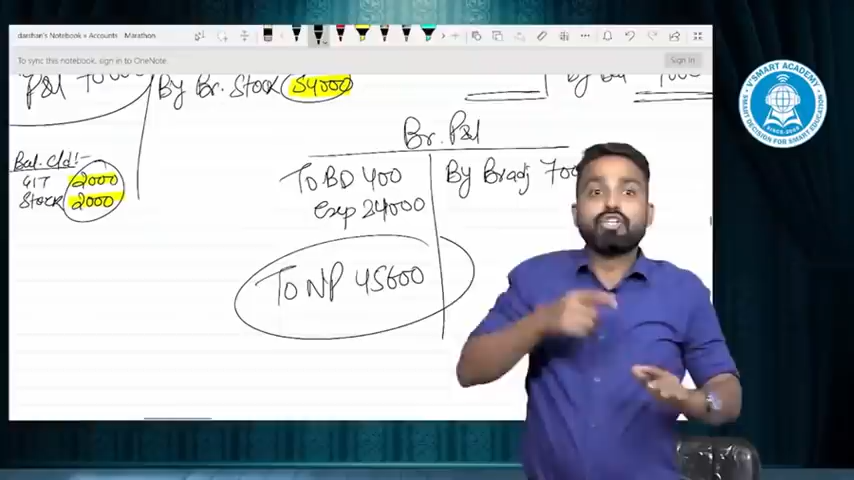 darshan's Notebook » Accounts Marathon
To sync this notebook, sign in to OneNote.
Sign In
P&l
By Br. Stock 54000
By Bal
Br. P&l
To BD 400
exp 24000
To NP 45600
By Bradj 700
Bal. c/d:-
GIT 2000
Stock 2000
V'SMART ACADEMY
SMART DECISION FOR SMART EDUCATION